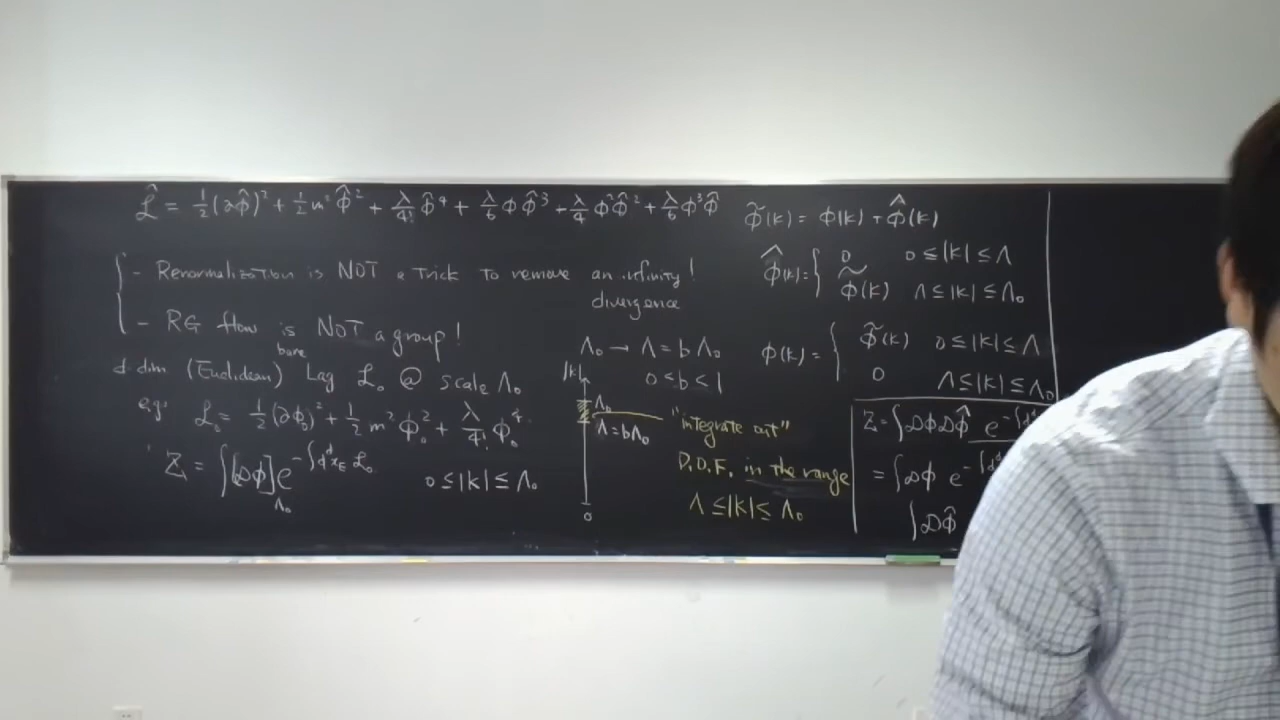 ℒ̂ = ½(∂ϕ̂)² + ½m²ϕ̂² + λ/4! ϕ̂⁴ + λ/6 ϕϕ̂³ + λ/4 ϕ²ϕ̂² + λ/6 ϕ³ϕ̂
- Renormalization is NOT a trick to remove an infinity!
divergence
- RG flow is NOT a group!
bare
d-dim (Euclidean) Lag ℒ₀ @ scale Λ₀
e.g. ℒ₀ = ½(∂ϕ₀)² + ½m²ϕ₀² + λ/4! ϕ₀⁴
Z = ∫[𝒟ϕ]_Λ₀ e^{-∫dᵈx_E ℒ₀} 0≤|k|≤Λ₀
Λ₀ → Λ = bΛ₀
0<b<1
|k|
Λ₀
Λ=bΛ₀
0
"integrate out"
D.O.F. in the range
Λ≤|k|≤Λ₀
ϕ̃(k) = ϕ(k) + ϕ̂(k)
ϕ̂(k) = { 0 0≤|k|≤Λ
ϕ̃(k) Λ≤|k|≤Λ₀
ϕ(k) = { ϕ̃(k) 0≤|k|≤Λ
0 Λ≤|k|≤Λ₀
Z = ∫𝒟ϕ𝒟ϕ̂ e^{-∫dᵈ
= ∫𝒟ϕ e^{-∫dᵈ
∫𝒟ϕ̂